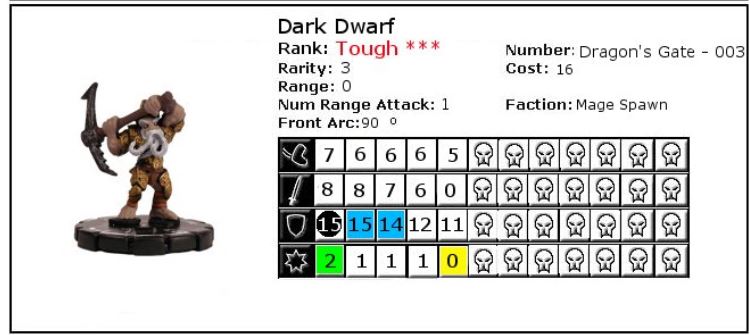 Dark Dwarf
Rank: Tough ***
Number: Dragon's Gate - 003
Rarity: 3
Cost: 16
Range: 0
Num Range Attack: 1
Faction: Mage Spawn
Front Arc:90 º
7 6 6 6 5
8 8 7 6 0
15 15 14 12 11
2 1 1 1 0